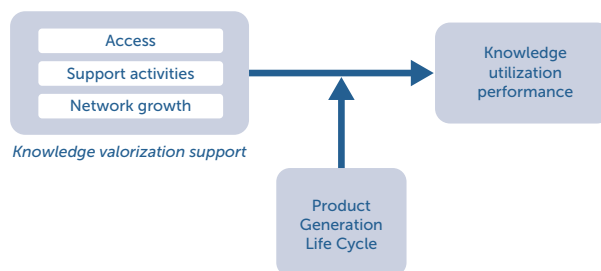 Access
Support activities
Network growth
Knowledge valorization support
Knowledge
utilization
performance
Product
Generation
Life Cycle